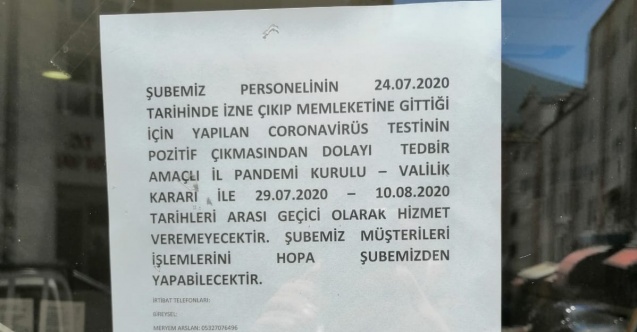 ŞUBEMİZ PERSONELİNİN 24.07.2020
TARİHİNDE İZNE ÇIKIP MEMLEKETİNE GİTTİĞİ
İÇİN YAPILAN CORONAVİRÜS TESTİNİN
POZİTİF ÇIKMASINDAN DOLAYI TEDBİR
AMAÇLI İL PANDEMİ KURULU – VALİLİK
KARARI İLE 29.07.2020 – 10.08.2020
TARİHLERİ ARASI GEÇİCİ OLARAK HİZMET
VEREMEYECEKTİR. ŞUBEMİZ MÜŞTERİLERİ
İŞLEMLERİNİ HOPA ŞUBEMİZDEN
YAPABİLECEKTİR.
İRTİBAT TELEFONLARI:
BİREYSEL:
MERYEM ARSLAN: 05327076496